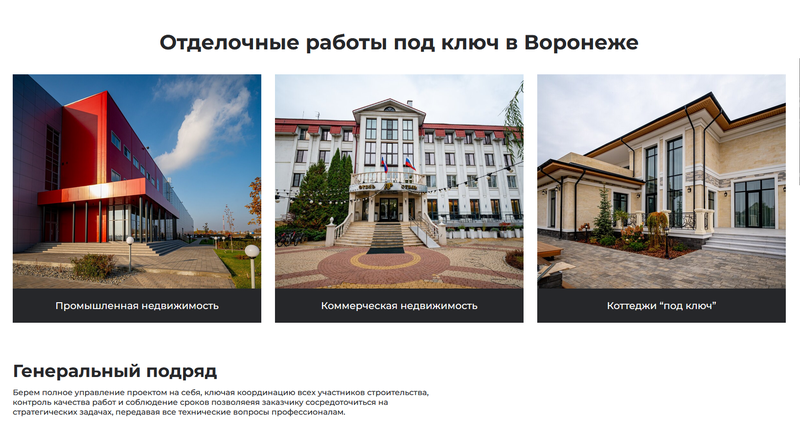 Отделочные работы под ключ в Воронеже
Промышленная недвижимость
Коммерческая недвижимость
Коттеджи “под ключ”
Генеральный подряд
Берем полное управление проектом на себя, ключая координацию всех участников строительства,
контроль качества работ и соблюдение сроков позволяея заказчику сосредоточиться на
стратегических задачах, передавая все технические вопросы профессионалам.